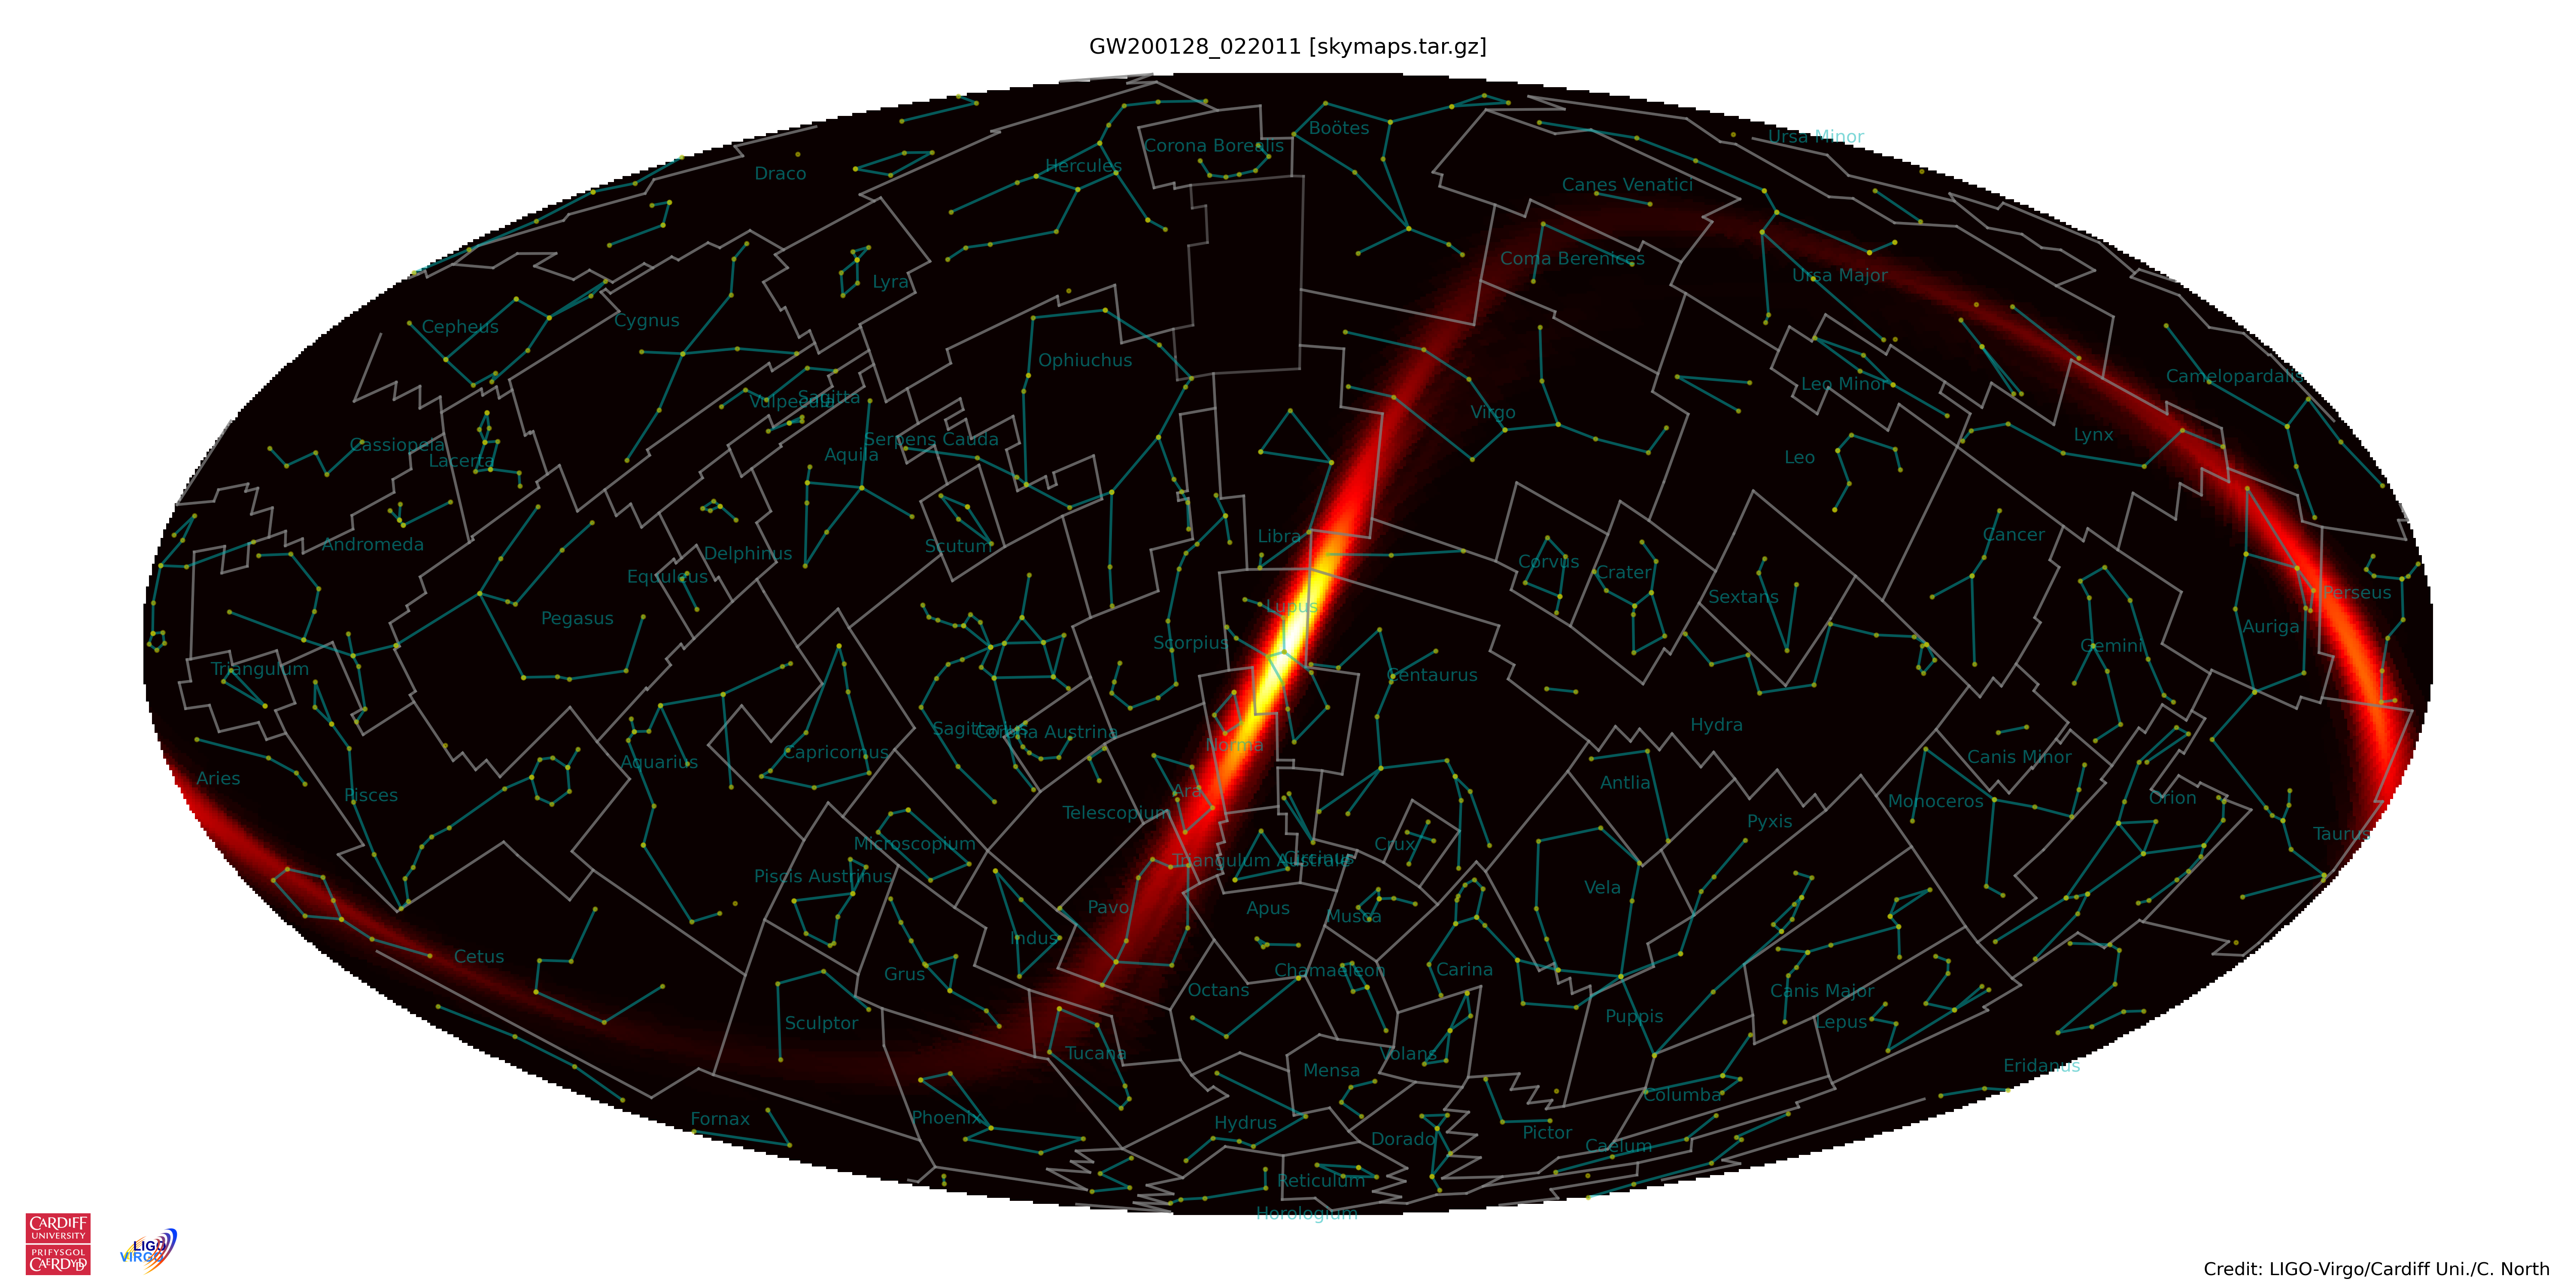 GW200128_022011 [skymaps.tar.gz]
Boötes
Ursa Minor
Corona Borealis
Hercules
Draco
Canes Venatici
Coma Berenices
Ursa Major
Lyra
Cygnus
Cepheus
Ophiuchus
Camelopardalis
Leo Minor
Sagitta
Vulpecula
Virgo
Lynx
Serpens Cauda
Cassiopeia
Aquila
Lacerta
Leo
Libra
Cancer
Andromeda
Scutum
Delphinus
Corvus
Crater
Equuleus
Perseus
Sextans
Lupus
Pegasus
Auriga
Scorpius
Gemini
Triangulum
Centaurus
Hydra
Sagittarius
Corona Austrina
Norma
Capricornus
Canis Minor
Aquarius
Aries
Antlia
Ara
Pisces
Orion
Monoceros
Telescopium
Pyxis
Taurus
Microscopium
Crux
Triangulum Australe
Circinus
Piscis Austrinus
Vela
Pavo
Apus
Musca
Indus
Cetus
Chamaeleon
Carina
Grus
Octans
Canis Major
Puppis
Lepus
Sculptor
Tucana
Volans
Eridanus
Mensa
Columba
Phoenix
Fornax
Hydrus
Pictor
Dorado
Caelum
Reticulum
Horologium
CARDIFF
UNIVERSITY
PRIFYSGOL
CAERDYDD
LIGO
VIRGO
Credit: LIGO-Virgo/Cardiff Uni./C. North